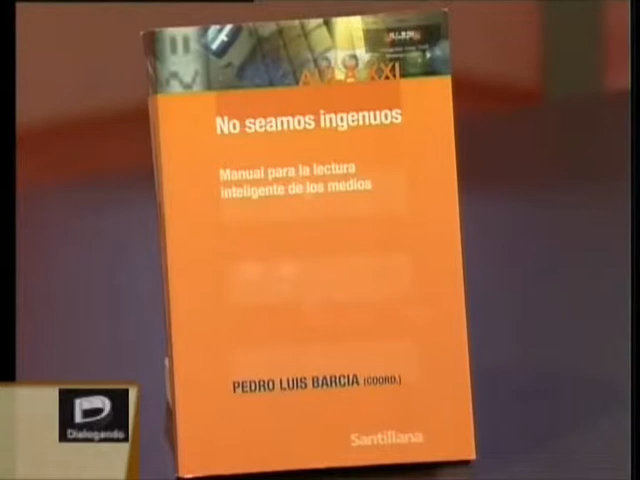 AULA XXI
No seamos ingenuos
Manual para la lectura
inteligente de los medios
PEDRO LUIS BARCIA (COORD.)
Santillana
D
Dialogando